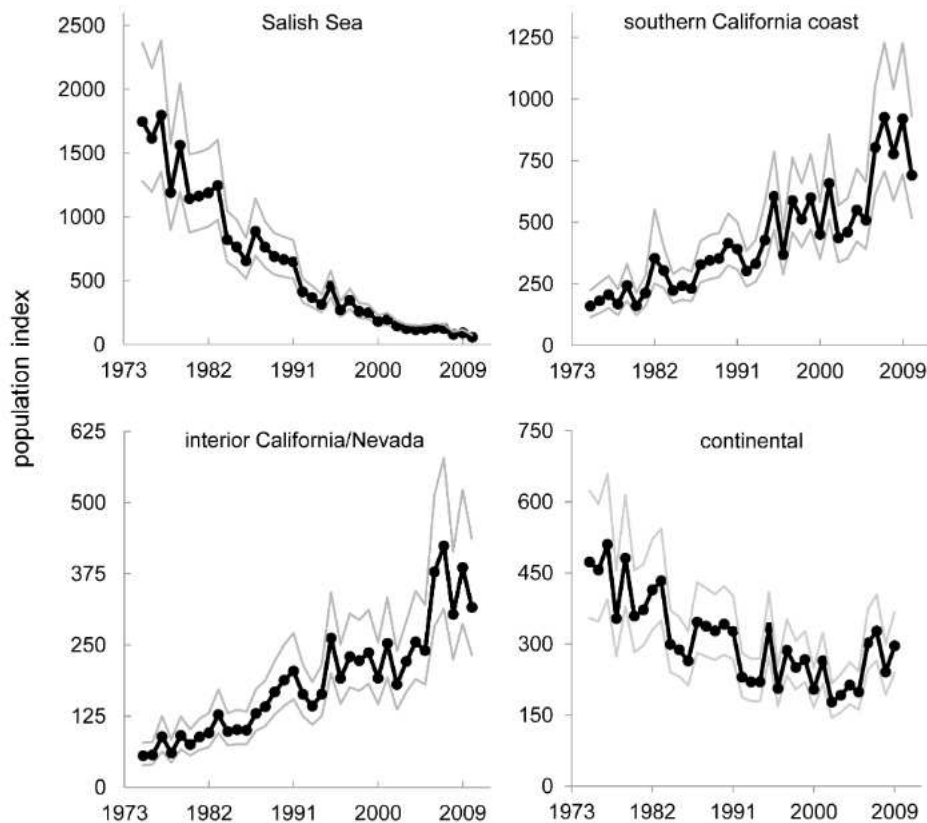 Salish Sea
2500
2000
1500
1000
500
0
1973 1982 1991 2000 2009
southern California coast
1250
1000
750
500
250
0
1973 1982 1991 2000 2009
population index
interior California/Nevada
625
500
375
250
125
0
1973 1982 1991 2000 2009
continental
750
600
450
300
150
0
1973 1982 1991 2000 2009